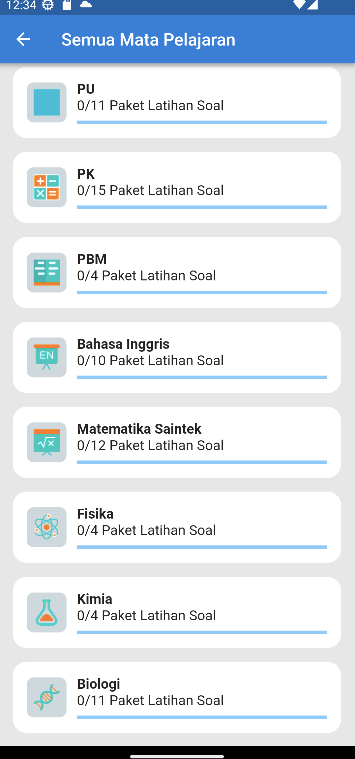 12:34
Semua Mata Pelajaran
PU
0/11 Paket Latihan Soal
PK
0/15 Paket Latihan Soal
PBM
0/4 Paket Latihan Soal
EN
Bahasa Inggris
0/10 Paket Latihan Soal
√x
Matematika Saintek
0/12 Paket Latihan Soal
Fisika
0/4 Paket Latihan Soal
Kimia
0/4 Paket Latihan Soal
Biologi
0/11 Paket Latihan Soal